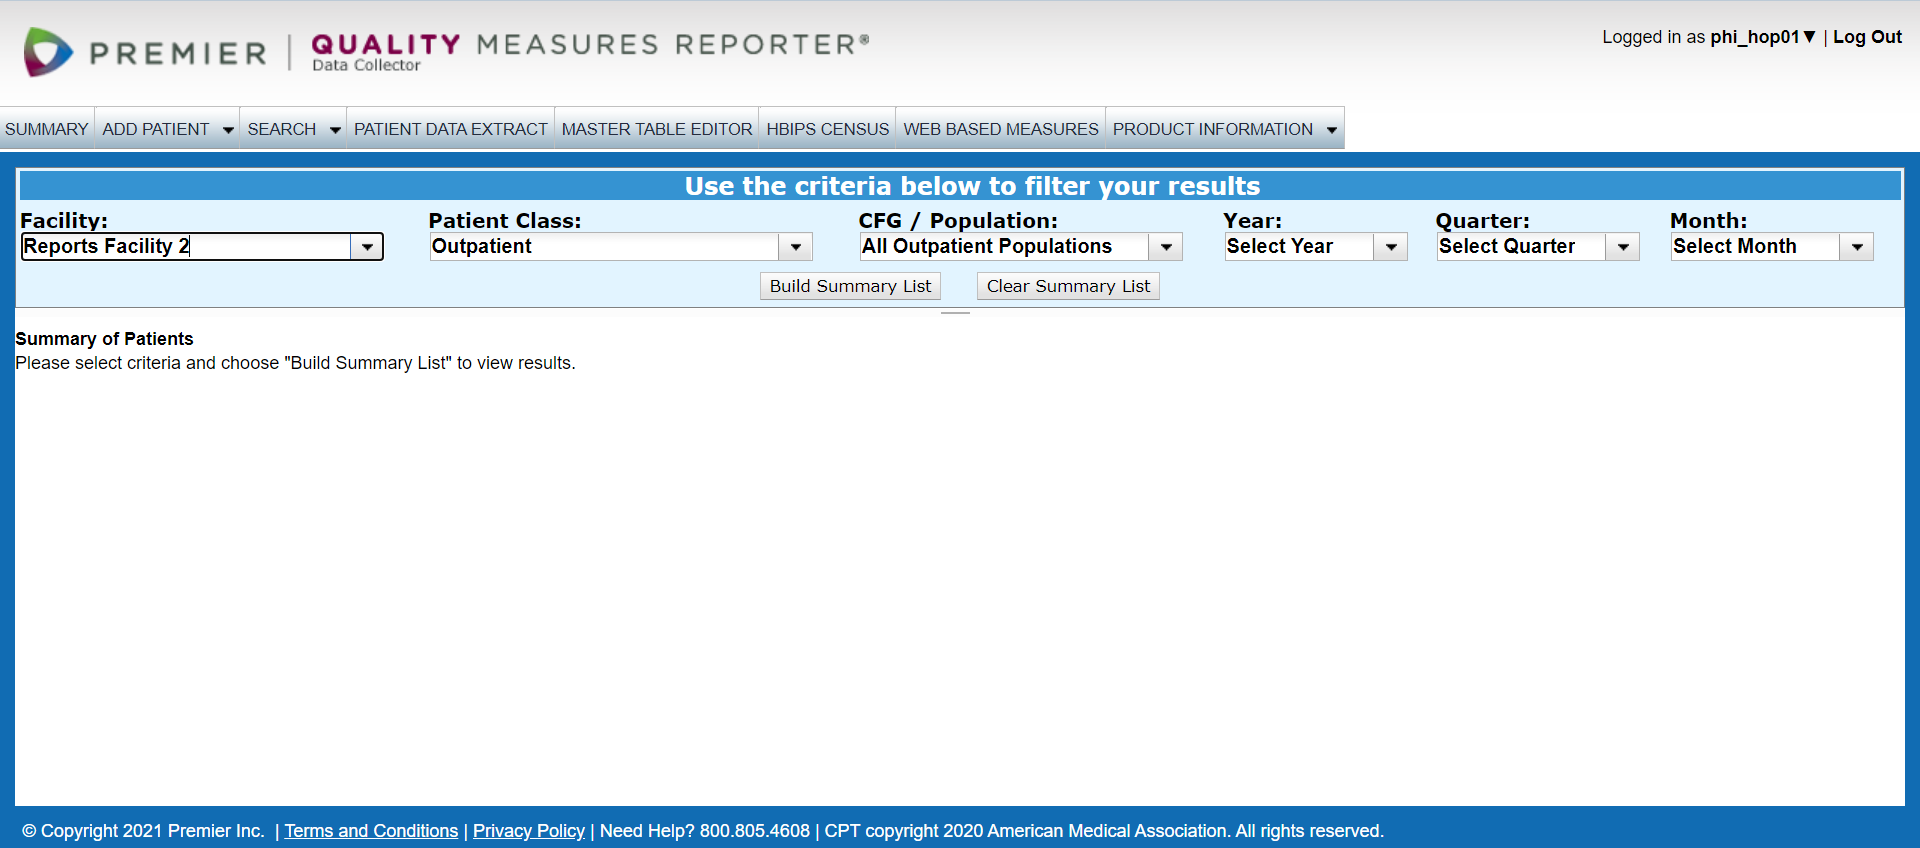 PREMIER | QUALITY MEASURES REPORTER®
Data Collector
Logged in as phi_hop01▼ | Log Out
SUMMARY ADD PATIENT SEARCH PATIENT DATA EXTRACT MASTER TABLE EDITOR HBIPS CENSUS WEB BASED MEASURES PRODUCT INFORMATION
Use the criteria below to filter your results
Facility: Patient Class: CFG / Population: Year: Quarter: Month:
Reports Facility 2 Outpatient All Outpatient Populations Select Year Select Quarter Select Month
Build Summary List Clear Summary List
Summary of Patients
Please select criteria and choose "Build Summary List" to view results.
© Copyright 2021 Premier Inc. | Terms and Conditions | Privacy Policy | Need Help? 800.805.4608 | CPT copyright 2020 American Medical Association. All rights reserved.